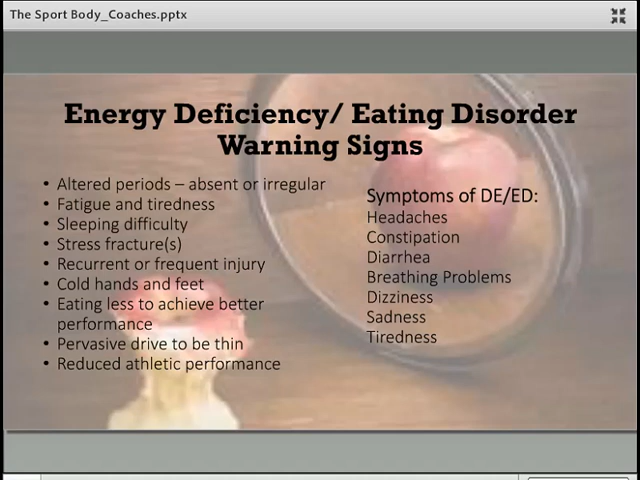 The Sport Body_Coaches.pptx
Energy Deficiency/ Eating Disorder
Warning Signs
• Altered periods – absent or irregular
• Fatigue and tiredness
• Sleeping difficulty
• Stress fracture(s)
• Recurrent or frequent injury
• Cold hands and feet
• Eating less to achieve better
performance
• Pervasive drive to be thin
• Reduced athletic performance
Symptoms of DE/ED:
Headaches
Constipation
Diarrhea
Breathing Problems
Dizziness
Sadness
Tiredness